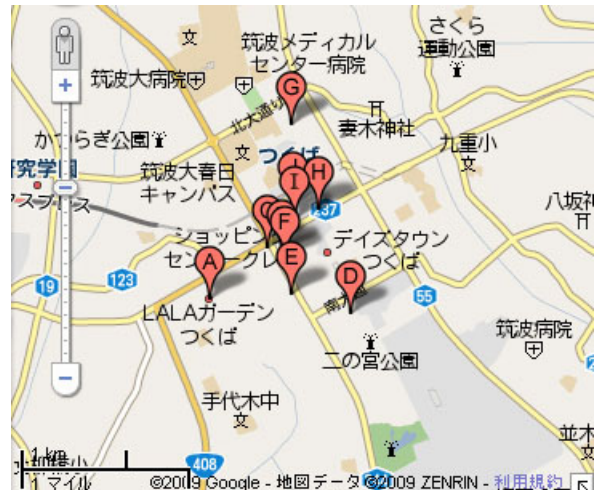 さくら
運動公園
筑波メディカル
センター病院
筑波大病院
G
北大通り
妻木神社
かつらぎ公園
つくば
九重小
研究学園
筑波大春日
キャンパス
I
H
237
八坂神
ショッピン
F
デイズタウン
つくば
センタークレ
A
E
D
19
123
55
LALAガーデン
つくば
筑波病院
二の宮公園
手代木中
並木
1 km
408
1 マイル
©2009 Google - 地図データ ©2009 ZENRIN - 利用規約